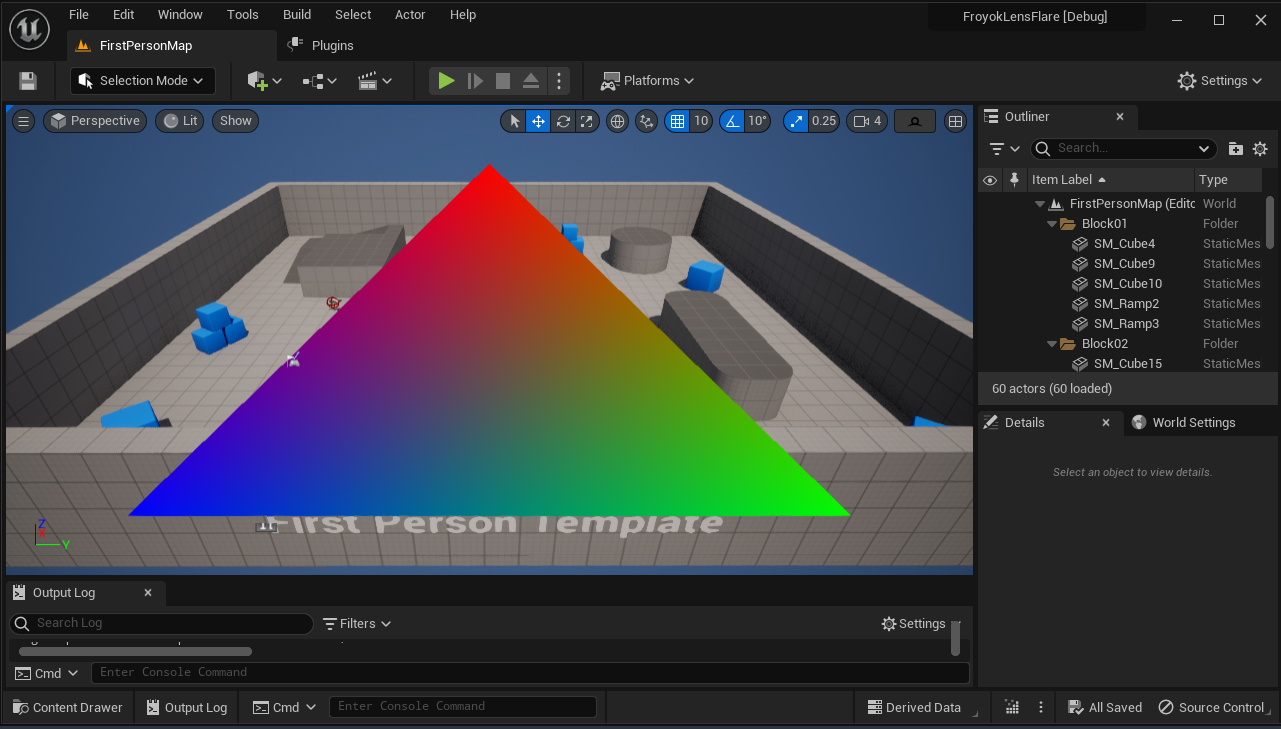 File Edit Window Tools Build Select Actor Help
FroyokLensFlare [Debug]
FirstPersonMap
Plugins
Selection Mode
Platforms
Settings
Perspective
Lit
Show
10
10°
0.25
4
Outliner
Search...
Item Label
Type
FirstPersonMap (Edito
World
Block01
Folder
SM_Cube4
StaticMes
SM_Cube9
StaticMes
SM_Cube10
StaticMes
SM_Ramp2
StaticMes
SM_Ramp3
StaticMes
Block02
Folder
SM_Cube15
StaticMes
60 actors (60 loaded)
Details
World Settings
Select an object to view details.
First Person Template
Z
X
Y
Output Log
Search Log
Filters
Settings
Cmd
Enter Console Command
Content Drawer
Output Log
Cmd
Enter Console Command
Derived Data
All Saved
Source Control